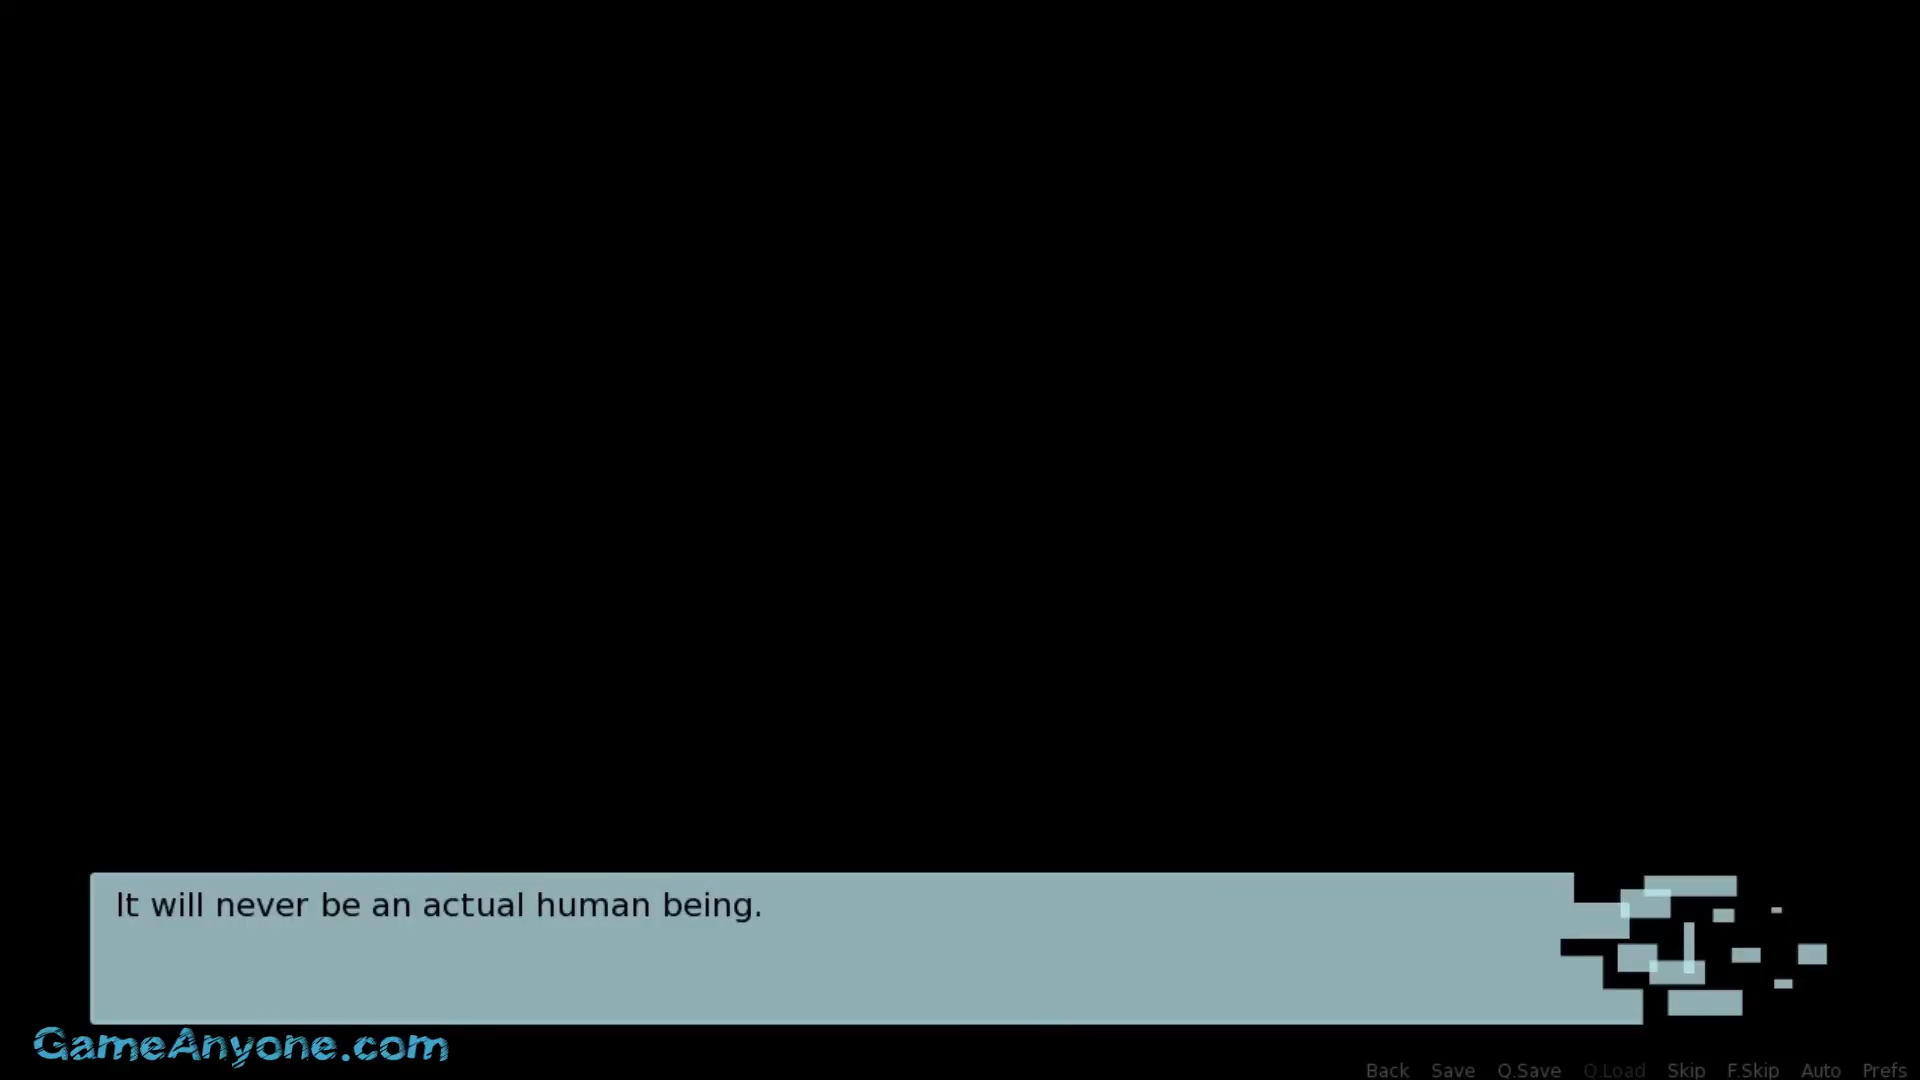 It will never be an actual human being.
GameAnyone.com
Back Save Q.Save Q.Load Skip F.Skip Auto Prefs